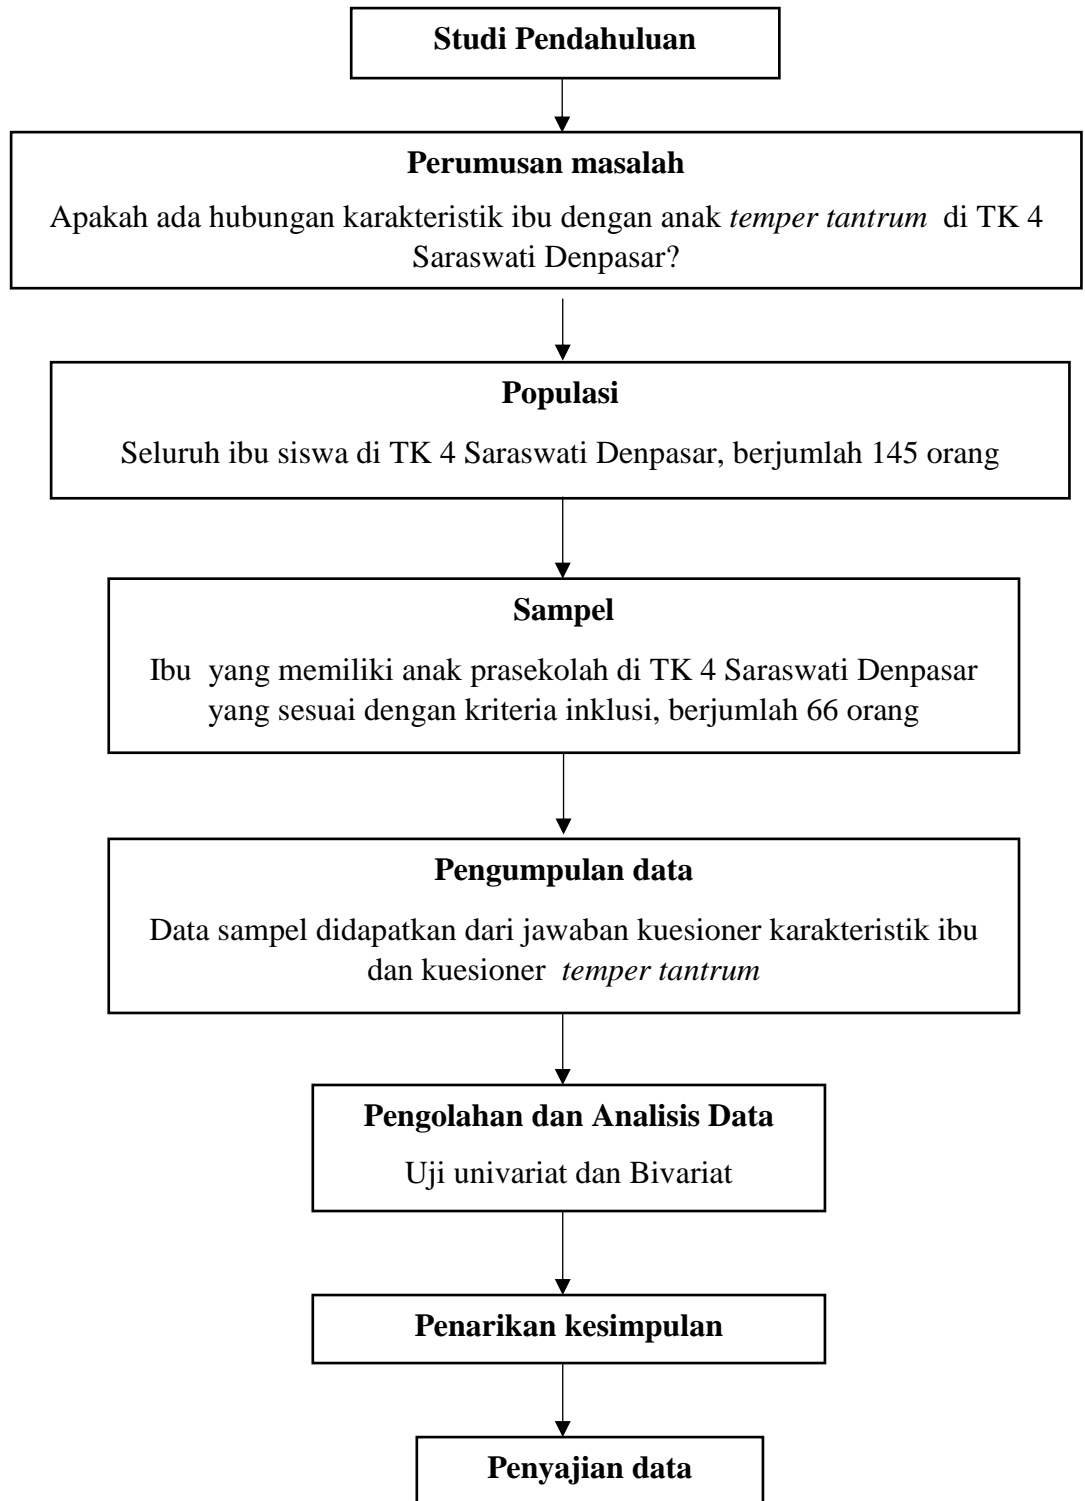 Studi Pendahuluan
Perumusan masalah
Apakah ada hubungan karakteristik ibu dengan anak temper tantrum di TK 4
Saraswati Denpasar?
Populasi
Seluruh ibu siswa di TK 4 Saraswati Denpasar, berjumlah 145 orang
Sampel
Ibu yang memiliki anak prasekolah di TK 4 Saraswati Denpasar
yang sesuai dengan kriteria inklusi, berjumlah 66 orang
Pengumpulan data
Data sampel didapatkan dari jawaban kuesioner karakteristik ibu
dan kuesioner temper tantrum
Pengolahan dan Analisis Data
Uji univariat dan Bivariat
Penarikan kesimpulan
Penyajian data